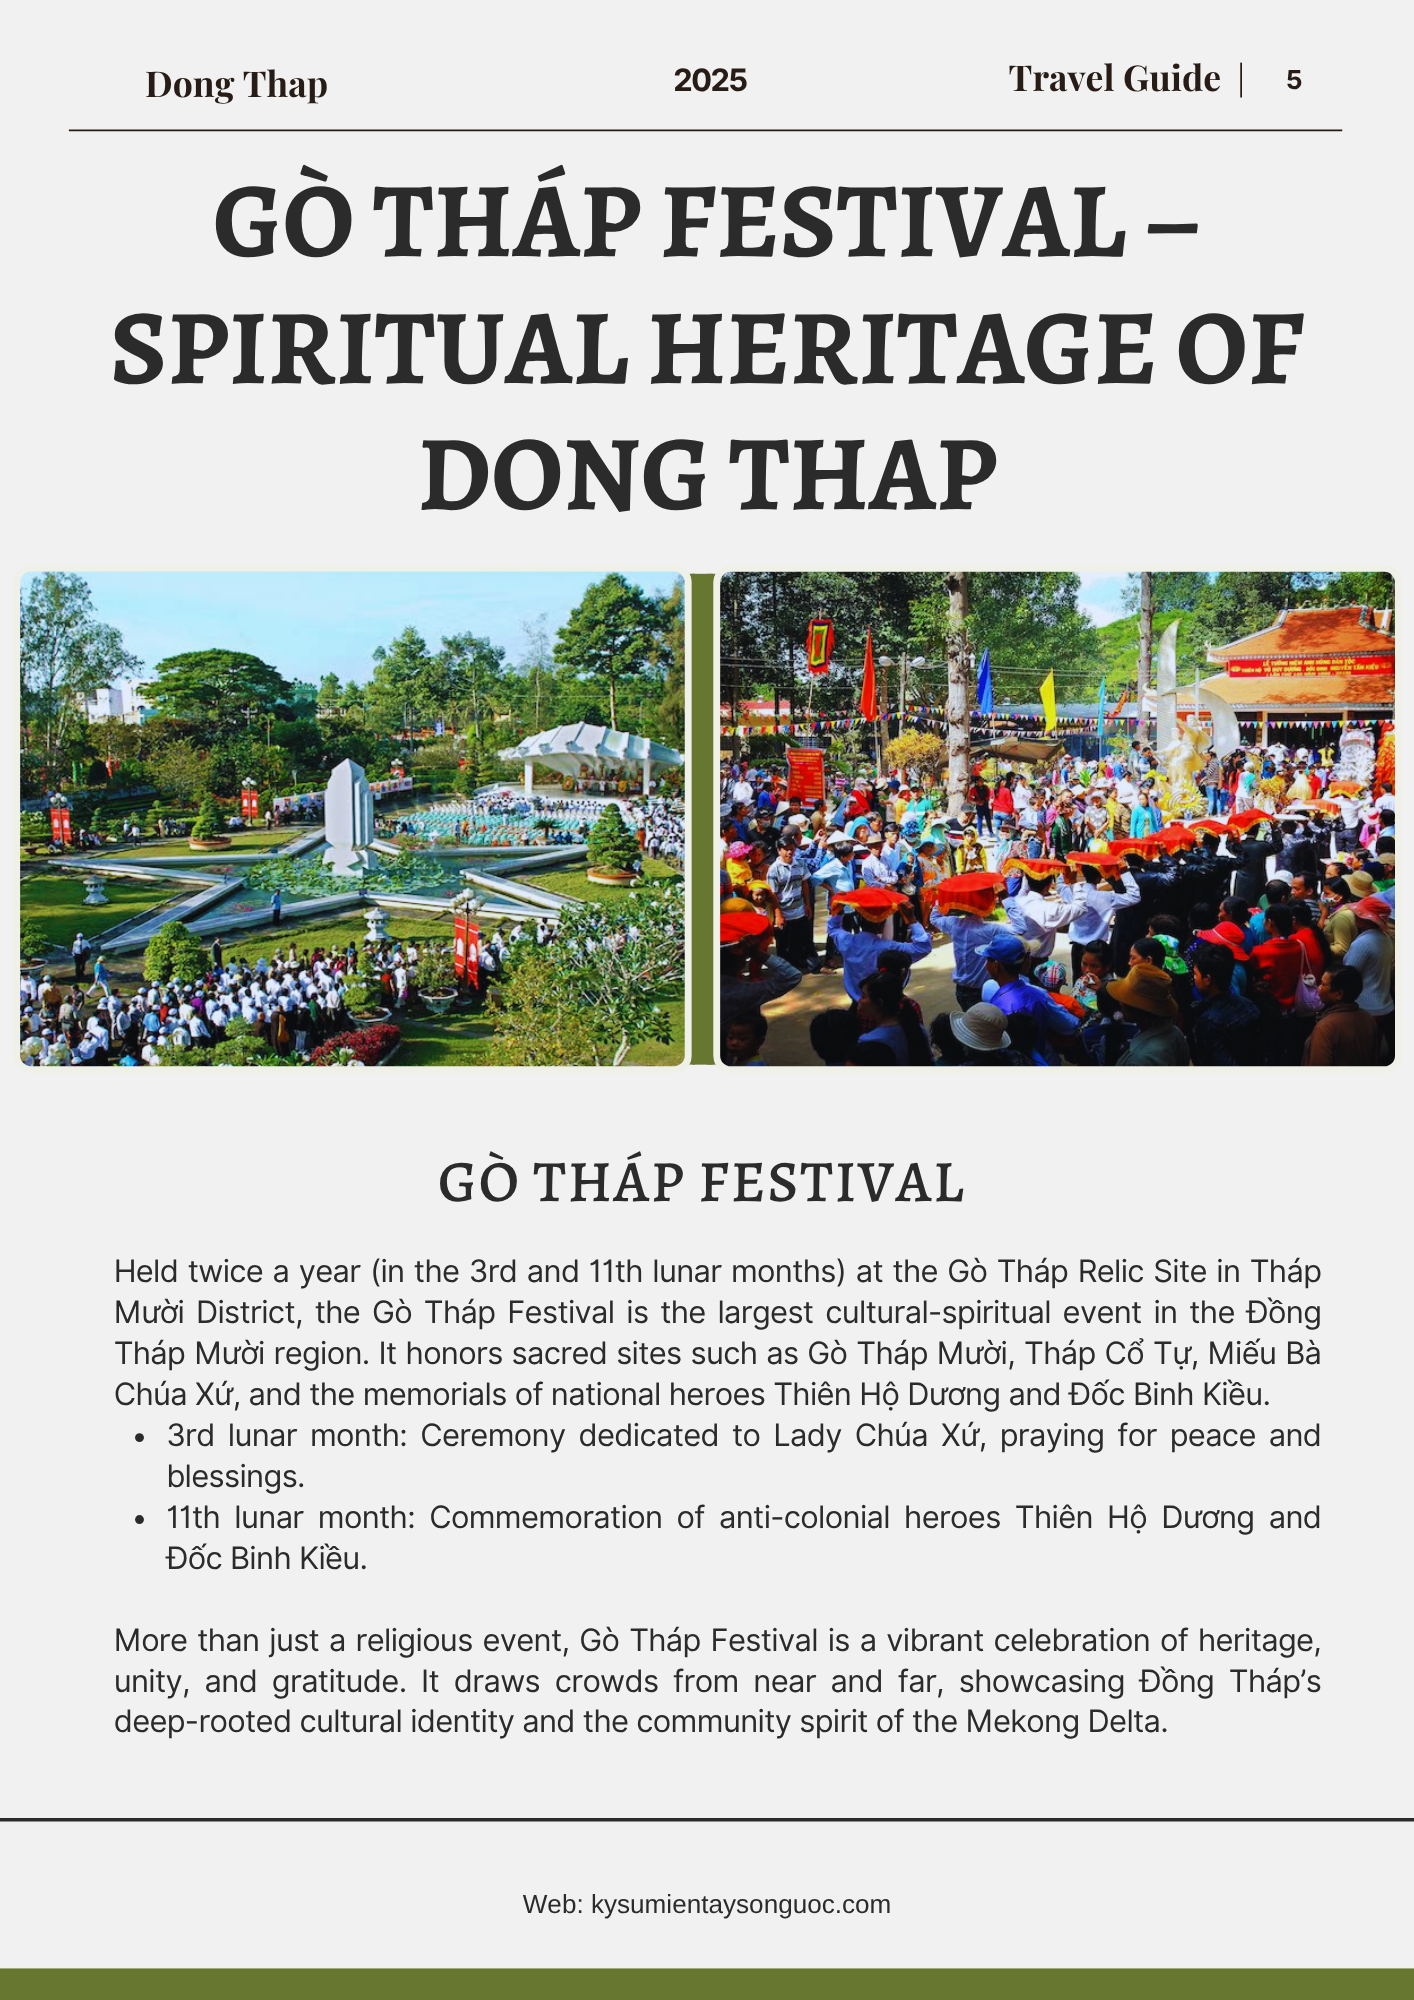 Dong Thap
2025
Travel Guide | 5
GÒ THÁP FESTIVAL –
SPIRITUAL HERITAGE OF
DONG THAP
LỄ TƯỞNG NIỆM ANH HÙNG DÂN TỘC
GÒ THÁP FESTIVAL
Held twice a year (in the 3rd and 11th lunar months) at the Gò Tháp Relic Site in Tháp
Mười District, the Gò Tháp Festival is the largest cultural-spiritual event in the Đồng
Tháp Mười region. It honors sacred sites such as Gò Tháp Mười, Tháp Cổ Tự, Miếu Bà
Chúa Xứ, and the memorials of national heroes Thiên Hộ Dương and Đốc Binh Kiều.
• 3rd lunar month: Ceremony dedicated to Lady Chúa Xứ, praying for peace and
blessings.
• 11th lunar month: Commemoration of anti-colonial heroes Thiên Hộ Dương and
Đốc Binh Kiều.
More than just a religious event, Gò Tháp Festival is a vibrant celebration of heritage,
unity, and gratitude. It draws crowds from near and far, showcasing Đồng Tháp’s
deep-rooted cultural identity and the community spirit of the Mekong Delta.
Web: kysumientaysonguoc.com